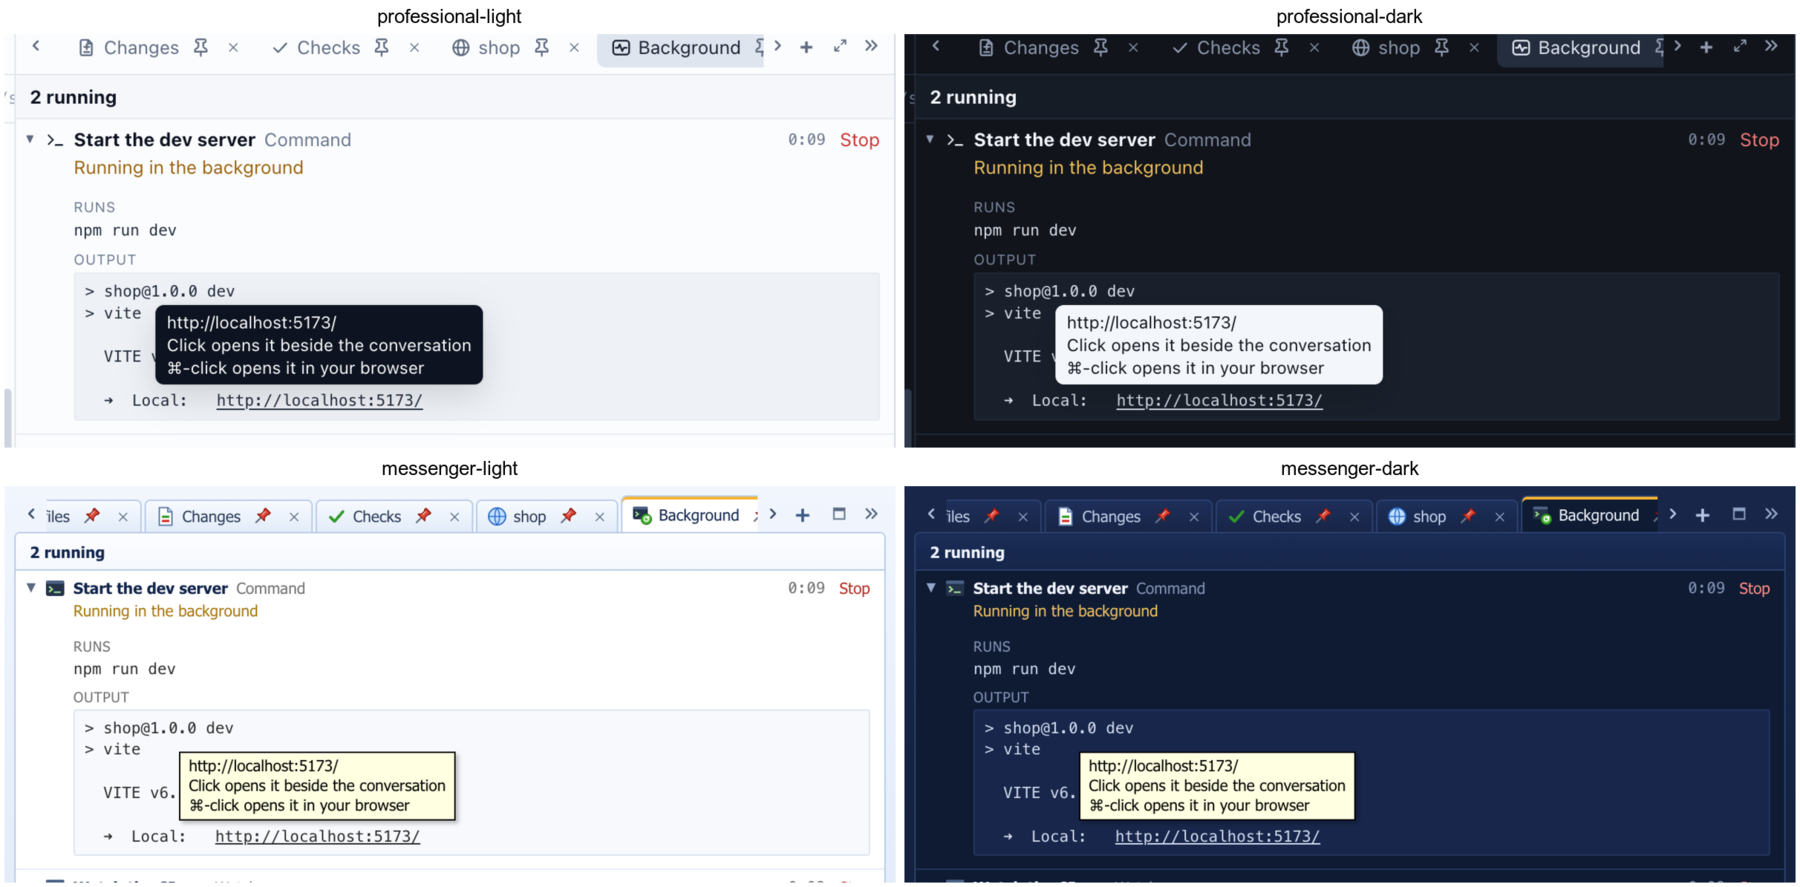 professional-light
Changes Checks shop Background
2 running
Start the dev server Command 0:09 Stop
Running in the background
RUNS
npm run dev
OUTPUT
> shop@1.0.0 dev
> vite
http://localhost:5173/
Click opens it beside the conversation
VITE
⌘-click opens it in your browser
➜ Local: http://localhost:5173/
professional-dark
Changes Checks shop Background
2 running
Start the dev server Command 0:09 Stop
Running in the background
RUNS
npm run dev
OUTPUT
> shop@1.0.0 dev
> vite
http://localhost:5173/
Click opens it beside the conversation
VITE
⌘-click opens it in your browser
➜ Local: http://localhost:5173/
messenger-light
Changes Checks shop Background
2 running
Start the dev server Command 0:09 Stop
Running in the background
RUNS
npm run dev
OUTPUT
> shop@1.0.0 dev
> vite
http://localhost:5173/
Click opens it beside the conversation
VITE v6.
⌘-click opens it in your browser
➜ Local: http://localhost:5173/
messenger-dark
Changes Checks shop Background
2 running
Start the dev server Command 0:09 Stop
Running in the background
RUNS
npm run dev
OUTPUT
> shop@1.0.0 dev
> vite
http://localhost:5173/
Click opens it beside the conversation
VITE v6.
⌘-click opens it in your browser
➜ Local: http://localhost:5173/